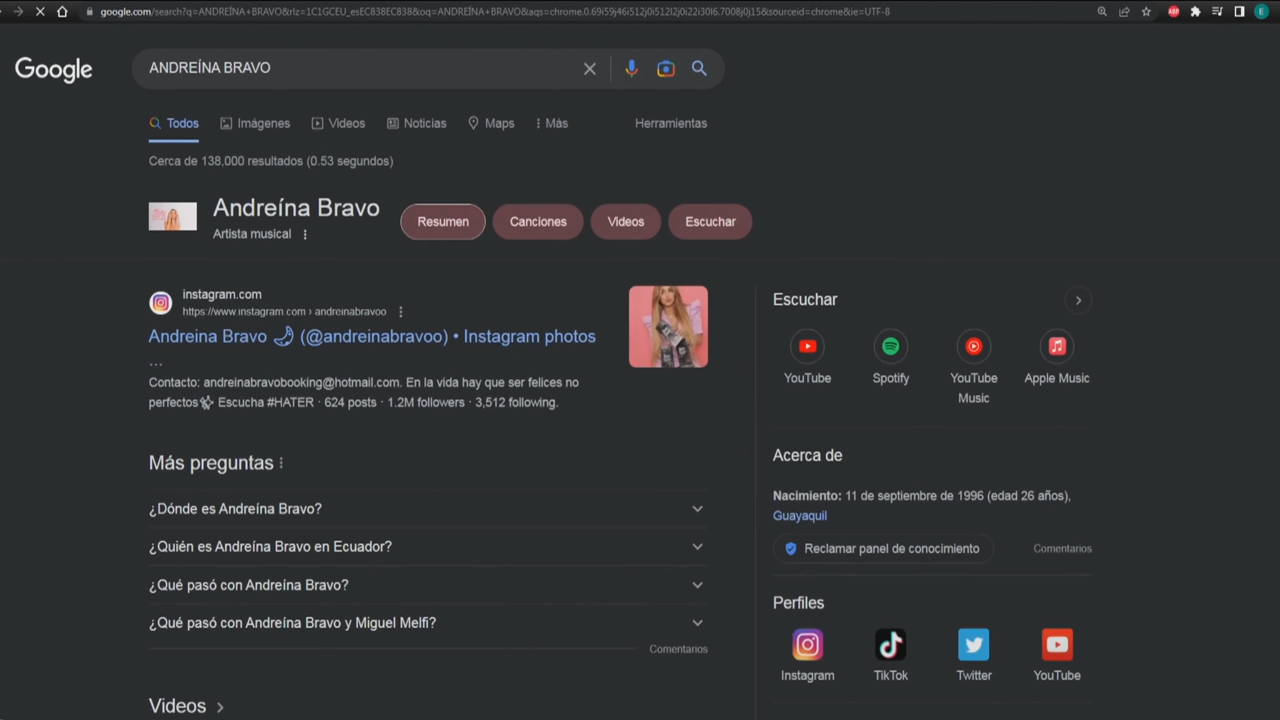 google.com/search?q=ANDREÍNA+BRAVO&rlz=1C1GCEU_esEC838EC838&oq=ANDREÍNA+BRAVO&aqs=chrome.0.69i59j46i512j0i512l2j0i22i30l6.7008j0j15&sourceid=chrome&ie=UTF-8
ABP
E
Google
ANDREÍNA BRAVO
Todos Imágenes Videos Noticias Maps Más Herramientas
Cerca de 138,000 resultados (0.53 segundos)
Andreína Bravo
Artista musical
Resumen Canciones Videos Escuchar
instagram.com
https://www.instagram.com › andreinabravoo
Andreina Bravo 🌛 (@andreinabravoo) • Instagram photos
...
Contacto: andreinabravobooking@hotmail.com. En la vida hay que ser felices no
perfectos✨ Escucha #HATER · 624 posts · 1.2M followers · 3,512 following.
Más preguntas
¿Dónde es Andreína Bravo?
¿Quién es Andreína Bravo en Ecuador?
¿Qué pasó con Andreína Bravo?
¿Qué pasó con Andreína Bravo y Miguel Melfi?
Comentarios
Videos
Escuchar
YouTube Spotify YouTube Music Apple Music
Acerca de
Nacimiento: 11 de septiembre de 1996 (edad 26 años),
Guayaquil
Reclamar panel de conocimiento Comentarios
Perfiles
Instagram TikTok Twitter YouTube